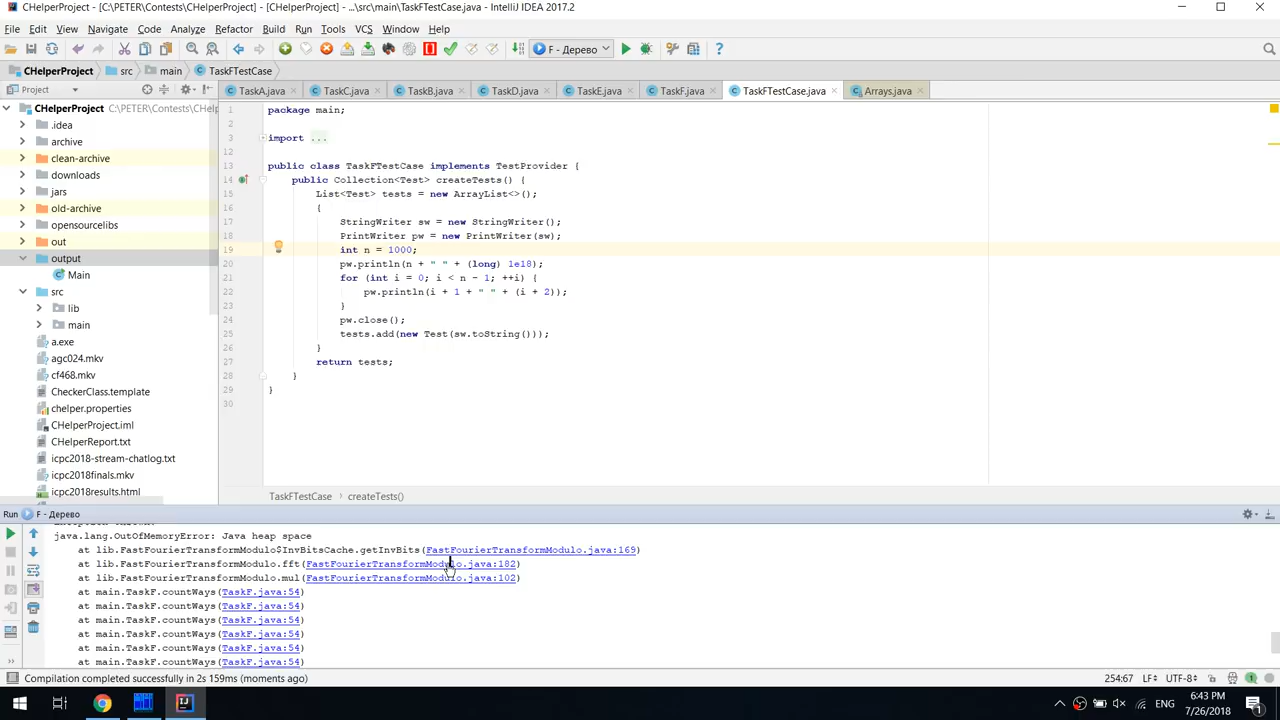 CHelperProject - [C:\PETER\Contests\CHelperProject] - [CHelperProject] - ...\src\main\TaskFTestCase.java - IntelliJ IDEA 2017.2
File Edit View Navigate Code Analyze Refactor Build Run Tools VCS Window Help
F - Дерево
CHelperProject src main TaskFTestCase
Project
TaskA.java TaskC.java TaskB.java TaskD.java TaskE.java TaskF.java TaskFTestCase.java Arrays.java
CHelperProject C:\PETER\Contests\CHelp
.idea
archive
clean-archive
downloads
jars
old-archive
opensourcelibs
out
output
Main
src
lib
main
a.exe
agc024.mkv
cf468.mkv
CheckerClass.template
chelper.properties
CHelperProject.iml
CHelperReport.txt
icpc2018-stream-chatlog.txt
icpc2018finals.mkv
icpc2018results.html
1 package main;
2
3 import ...
12
13 public class TaskFTestCase implements TestProvider {
14 public Collection<Test> createTests() {
15 List<Test> tests = new ArrayList<>();
16 {
17 StringWriter sw = new StringWriter();
18 PrintWriter pw = new PrintWriter(sw);
19 int n = 1000;
20 pw.println(n + " " + (long) 1e18);
21 for (int i = 0; i < n - 1; ++i) {
22 pw.println(i + 1 + " " + (i + 2));
23 }
24 pw.close();
25 tests.add(new Test(sw.toString()));
26 }
27 return tests;
28 }
29 }
30
TaskFTestCase › createTests()
Run F - Дерево
java.lang.OutOfMemoryError: Java heap space
at lib.FastFourierTransformModulo$InvBitsCache.getInvBits(FastFourierTransformModulo.java:169)
at lib.FastFourierTransformModulo.fft(FastFourierTransformModulo.java:182)
at lib.FastFourierTransformModulo.mul(FastFourierTransformModulo.java:102)
at main.TaskF.countWays(TaskF.java:54)
at main.TaskF.countWays(TaskF.java:54)
at main.TaskF.countWays(TaskF.java:54)
at main.TaskF.countWays(TaskF.java:54)
at main.TaskF.countWays(TaskF.java:54)
at main.TaskF.countWays(TaskF.java:54)
Compilation completed successfully in 2s 159ms (moments ago) 254:67 LF÷ UTF-8÷ 1
ENG 6:43 PM
7/26/2018 1